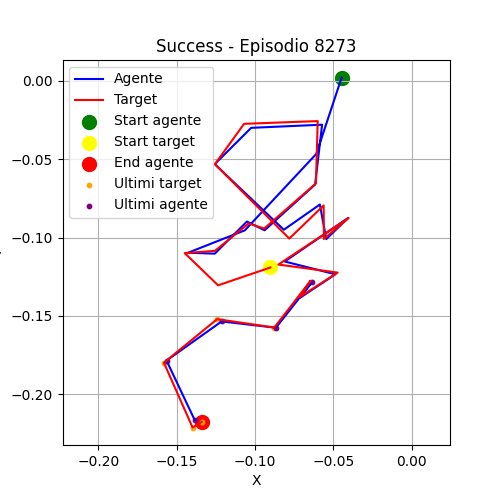 Success - Episodio 8273
Agente
Target
Start agente
Start target
End agente
Ultimi target
Ultimi agente
0.00
−0.05
−0.10
−0.15
−0.20
−0.20
−0.15
−0.10
−0.05
0.00
X